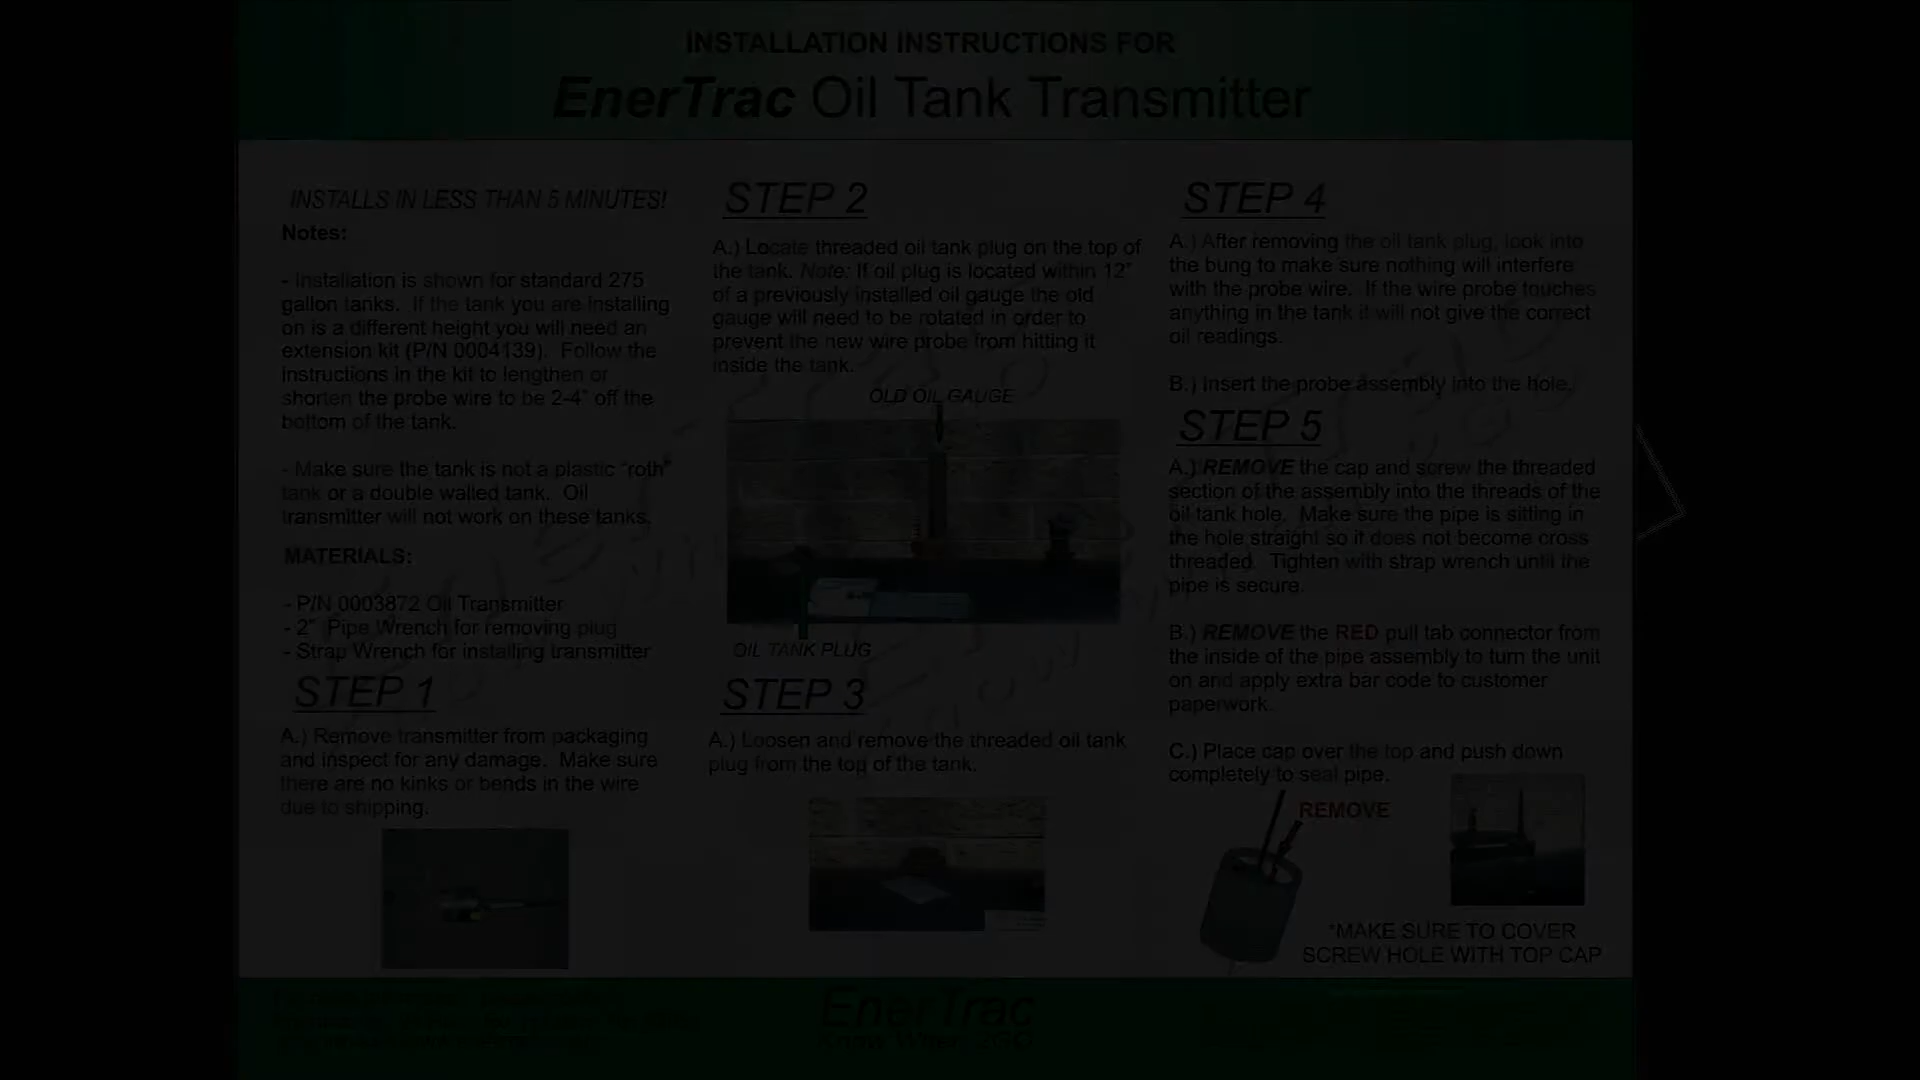 INSTALLATION INSTRUCTIONS FOR
EnerTrac Oil Tank Transmitter
INSTALLS IN LESS THAN 5 MINUTES!
Notes:
- Installation is shown for standard 275
gallon tanks. If the tank you are installing
on is a different height you will need an
extension kit (P/N 0004139). Follow the
instructions in the kit to lengthen or
shorten the probe wire to be 2-4" off the
bottom of the tank.
- Make sure the tank is not a plastic "roth"
tank or a double walled tank. Oil
transmitter will not work on these tanks.
MATERIALS:
- P/N 0003872 Oil Transmitter
- 2" Pipe Wrench for removing plug
- Strap Wrench for installing transmitter
STEP 1
A.) Remove transmitter from packaging
and inspect for any damage. Make sure
there are no kinks or bends in the wire
due to shipping.
STEP 2
A.) Locate threaded oil tank plug on the top of
the tank. Note: If oil plug is located within 12"
of a previously installed oil gauge the old
gauge will need to be rotated in order to
prevent the new wire probe from hitting it
inside the tank.
OLD OIL GAUGE
OIL TANK PLUG
STEP 3
A.) Loosen and remove the threaded oil tank
plug from the top of the tank.
STEP 4
A.) After removing the oil tank plug, look into
the bung to make sure nothing will interfere
with the probe wire. If the wire probe touches
anything in the tank it will not give the correct
oil readings.
B.) Insert the probe assembly into the hole.
STEP 5
A.) REMOVE the cap and screw the threaded
section of the assembly into the threads of the
oil tank hole. Make sure the pipe is sitting in
the hole straight so it does not become cross
threaded. Tighten with strap wrench until the
pipe is secure.
B.) REMOVE the RED pull tab connector from
the inside of the pipe assembly to turn the unit
on and apply extra bar code to customer
paperwork.
C.) Place cap over the top and push down
completely to seal pipe.
REMOVE
*MAKE SURE TO COVER
SCREW HOLE WITH TOP CAP
EnerTrac
Know When 2GO